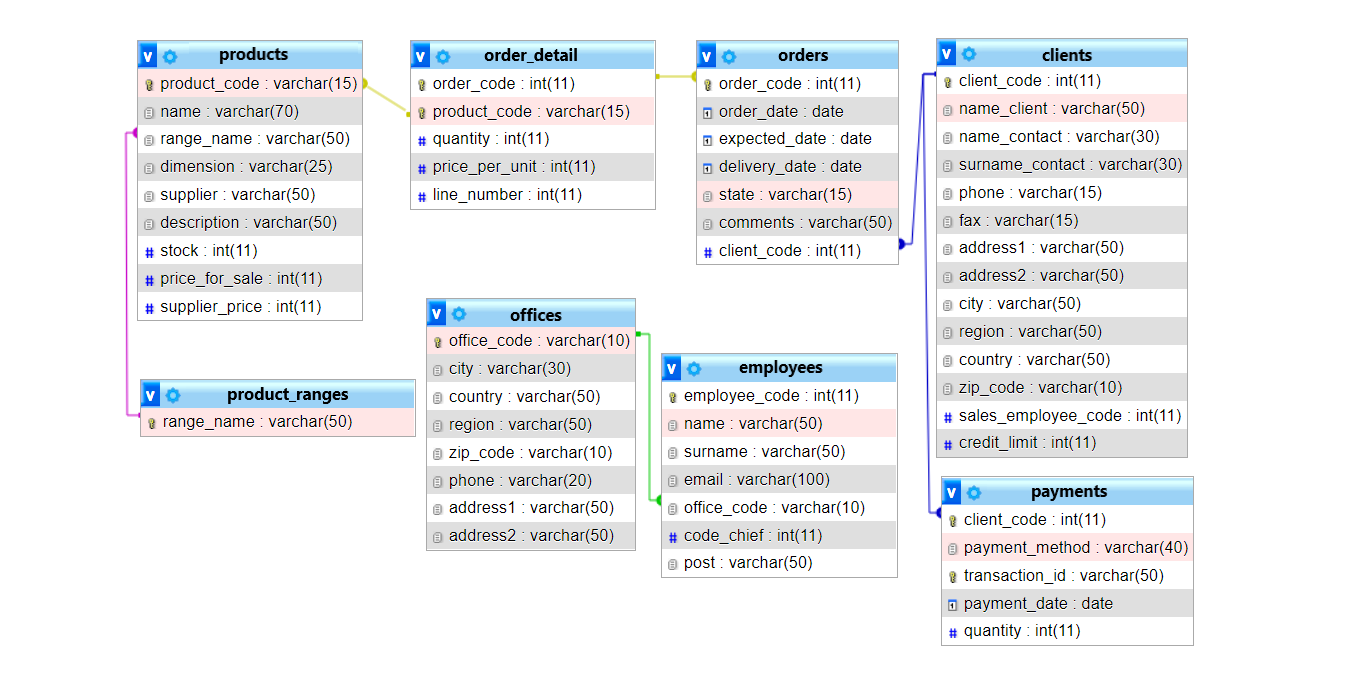 v products
product_code : varchar(15)
name : varchar(70)
range_name : varchar(50)
dimension : varchar(25)
supplier : varchar(50)
description : varchar(50)
# stock : int(11)
# price_for_sale : int(11)
# supplier_price : int(11)
v order_detail
order_code : int(11)
product_code : varchar(15)
# quantity : int(11)
# price_per_unit : int(11)
# line_number : int(11)
v orders
order_code : int(11)
order_date : date
expected_date : date
delivery_date : date
state : varchar(15)
comments : varchar(50)
# client_code : int(11)
v clients
client_code : int(11)
name_client : varchar(50)
name_contact : varchar(30)
surname_contact : varchar(30)
phone : varchar(15)
fax : varchar(15)
address1 : varchar(50)
address2 : varchar(50)
city : varchar(50)
region : varchar(50)
country : varchar(50)
zip_code : varchar(10)
# sales_employee_code : int(11)
# credit_limit : int(11)
v product_ranges
range_name : varchar(50)
v offices
office_code : varchar(10)
city : varchar(30)
country : varchar(50)
region : varchar(50)
zip_code : varchar(10)
phone : varchar(20)
address1 : varchar(50)
address2 : varchar(50)
v employees
employee_code : int(11)
name : varchar(50)
surname : varchar(50)
email : varchar(100)
office_code : varchar(10)
# code_chief : int(11)
post : varchar(50)
v payments
client_code : int(11)
payment_method : varchar(40)
transaction_id : varchar(50)
payment_date : date
# quantity : int(11)